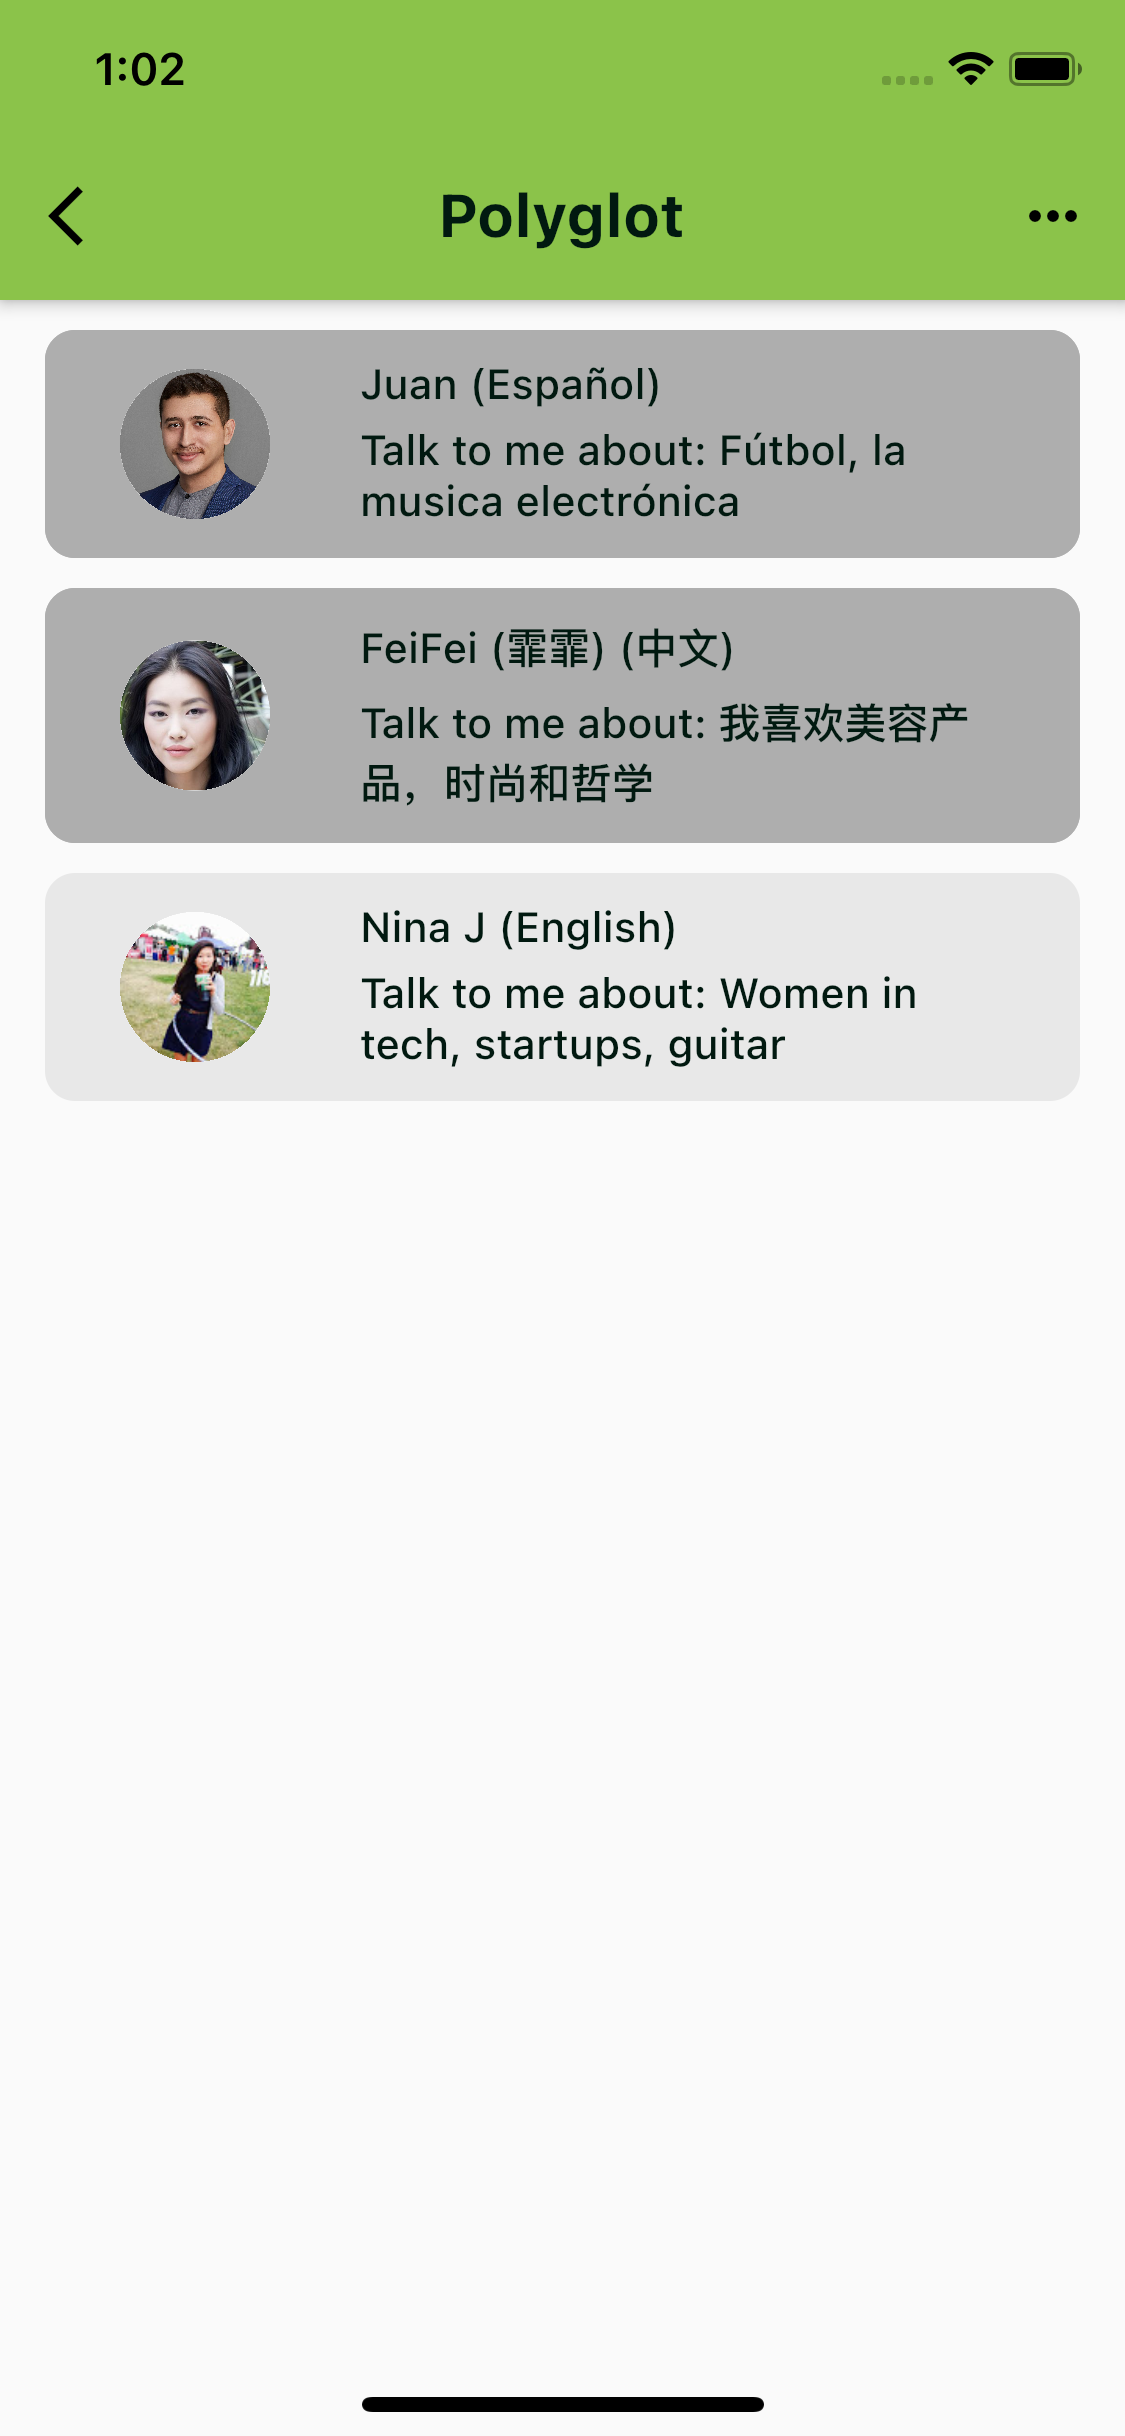 1:02
Polyglot
Juan (Español)
Talk to me about: Fútbol, la
musica electrónica
FeiFei (霏霏) (中文)
Talk to me about: 我喜欢美容产
品，时尚和哲学
Nina J (English)
Talk to me about: Women in
tech, startups, guitar